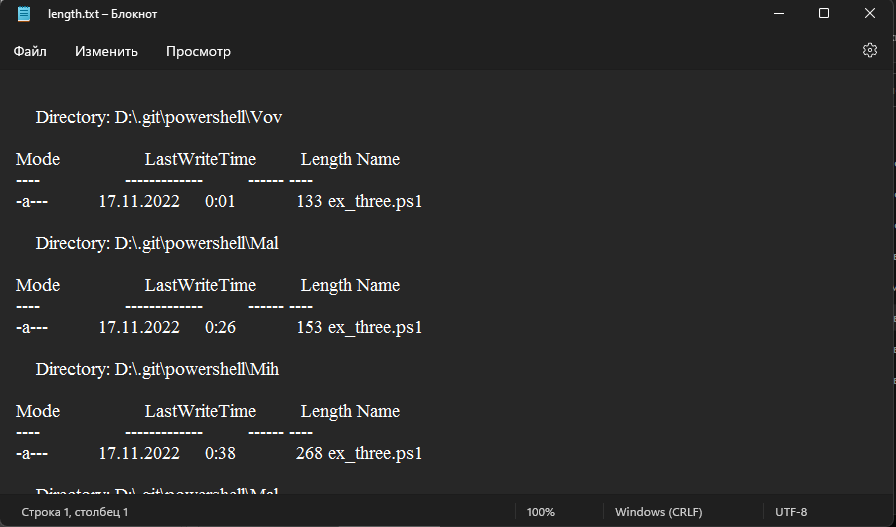 length.txt – Блокнот
Файл Изменить Просмотр
Directory: D:\.git\powershell\Vov
Mode LastWriteTime Length Name
---- ------------- ------ ----
-a--- 17.11.2022 0:01 133 ex_three.ps1
Directory: D:\.git\powershell\Mal
Mode LastWriteTime Length Name
---- ------------- ------ ----
-a--- 17.11.2022 0:26 153 ex_three.ps1
Directory: D:\.git\powershell\Mih
Mode LastWriteTime Length Name
---- ------------- ------ ----
-a--- 17.11.2022 0:38 268 ex_three.ps1
Directory: D:\.git\powershell\Mal
Строка 1, столбец 1 100% Windows (CRLF) UTF-8